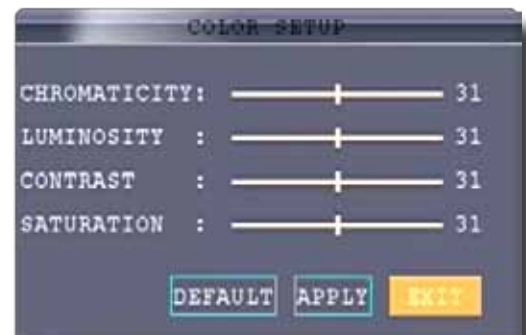 COLOR SETUP
CHROMATICITY: 31
LUMINOSITY : 31
CONTRAST : 31
SATURATION : 31
DEFAULT APPLY EXIT